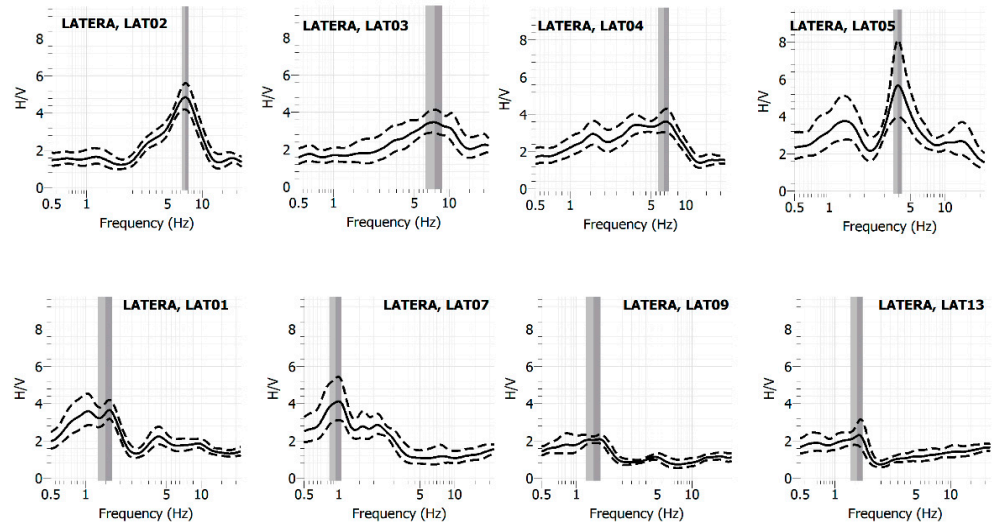 LATERA, LAT02
H/V
8
6
4
2
0
0.5 1 5 10
Frequency (Hz)
LATERA, LAT03
H/V
8
6
4
2
0
0.5 1 5 10
Frequency (Hz)
LATERA, LAT04
H/V
8
6
4
2
0
0.5 1 5 10
Frequency (Hz)
LATERA, LAT05
H/V
8
6
4
2
0
0.5 1 5 10
Frequency (Hz)
LATERA, LAT01
H/V
8
6
4
2
0
0.5 1 5 10
Frequency (Hz)
LATERA, LAT07
H/V
8
6
4
2
0
0.5 1 5 10
Frequency (Hz)
LATERA, LAT09
H/V
8
6
4
2
0
0.5 1 5 10
Frequency (Hz)
LATERA, LAT13
H/V
8
6
4
2
0
0.5 1 5 10
Frequency (Hz)